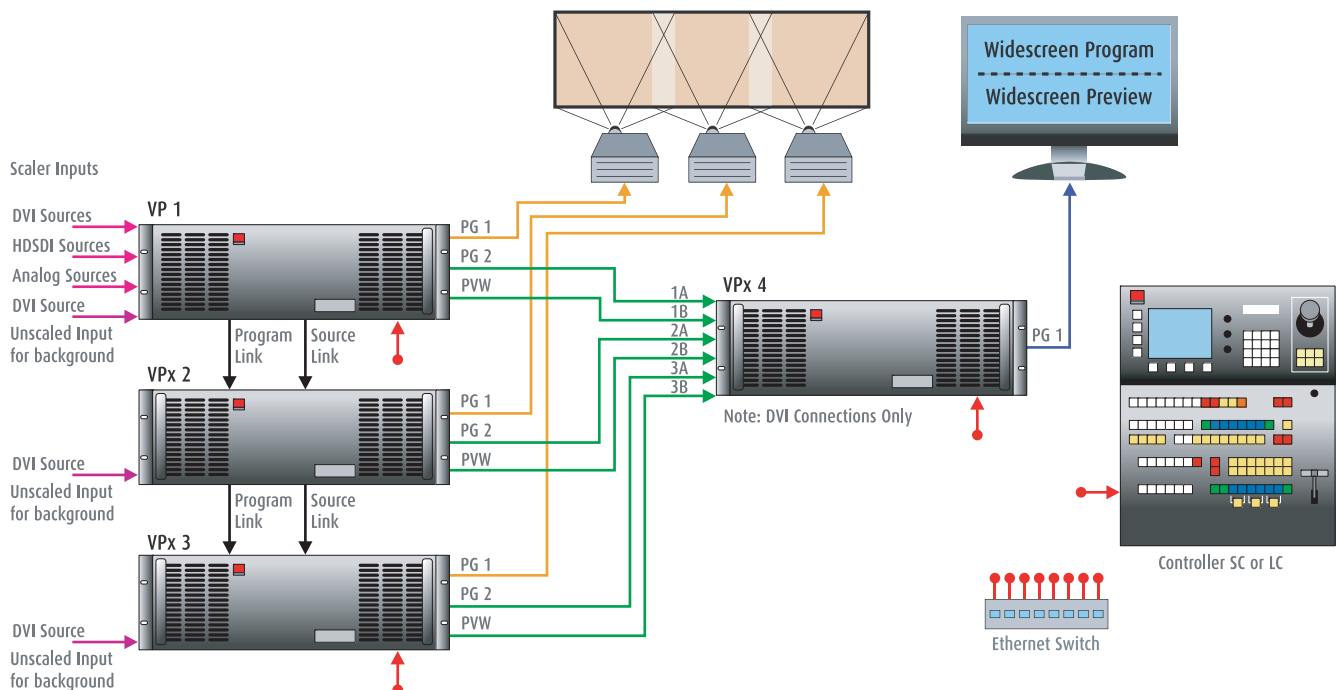 Widescreen Program
Widescreen Preview
Scaler Inputs
VP 1
DVI Sources
HDSDI Sources
Analog Sources
DVI Source
Unscaled Input
for background
PG 1
PG 2
PVW
Program
Link
Source
Link
VPx 2
DVI Source
Unscaled Input
for background
PG 1
PG 2
PVW
Program
Link
Source
Link
VPx 3
DVI Source
Unscaled Input
for background
PG 1
PG 2
PVW
VPx 4
1A
1B
2A
2B
3A
3B
PG 1
Note: DVI Connections Only
Controller SC or LC
Ethernet Switch